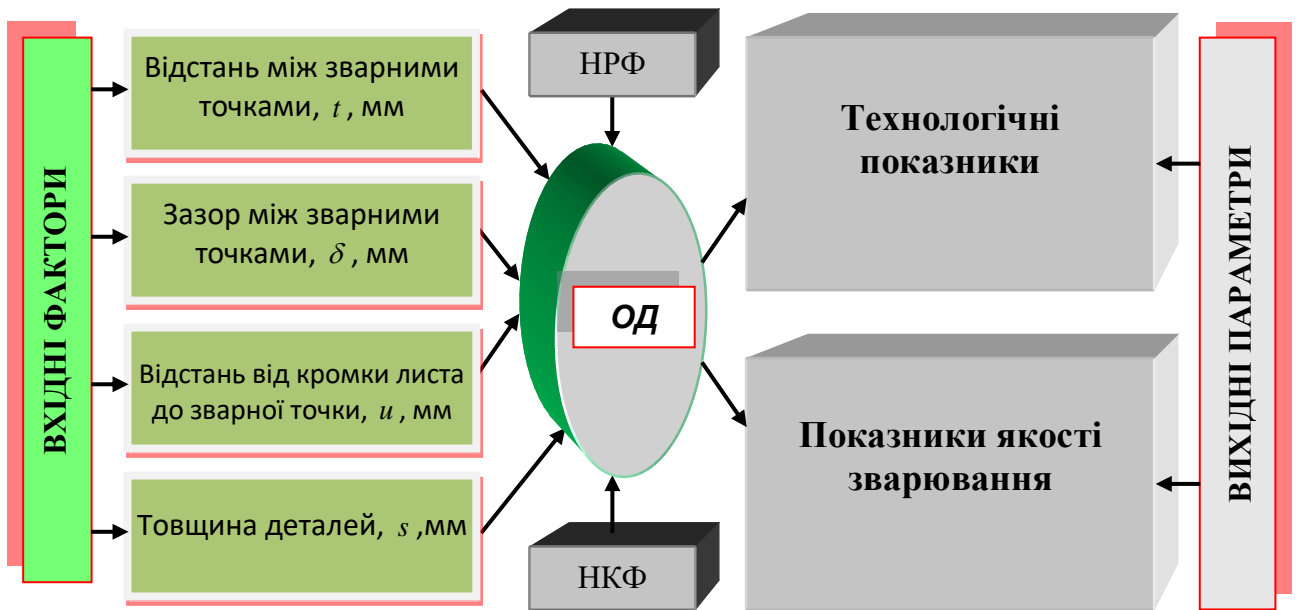 ВХІДНІ ФАКТОРИ
Відстань між зварними
точками, t , мм
Зазор між зварними
точками, δ , мм
Відстань від кромки листа
до зварної точки, u , мм
Товщина деталей, s ,мм
НРФ
ОД
НКФ
Технологічні
показники
Показники якості
зварювання
ВИХІДНІ ПАРАМЕТРИ